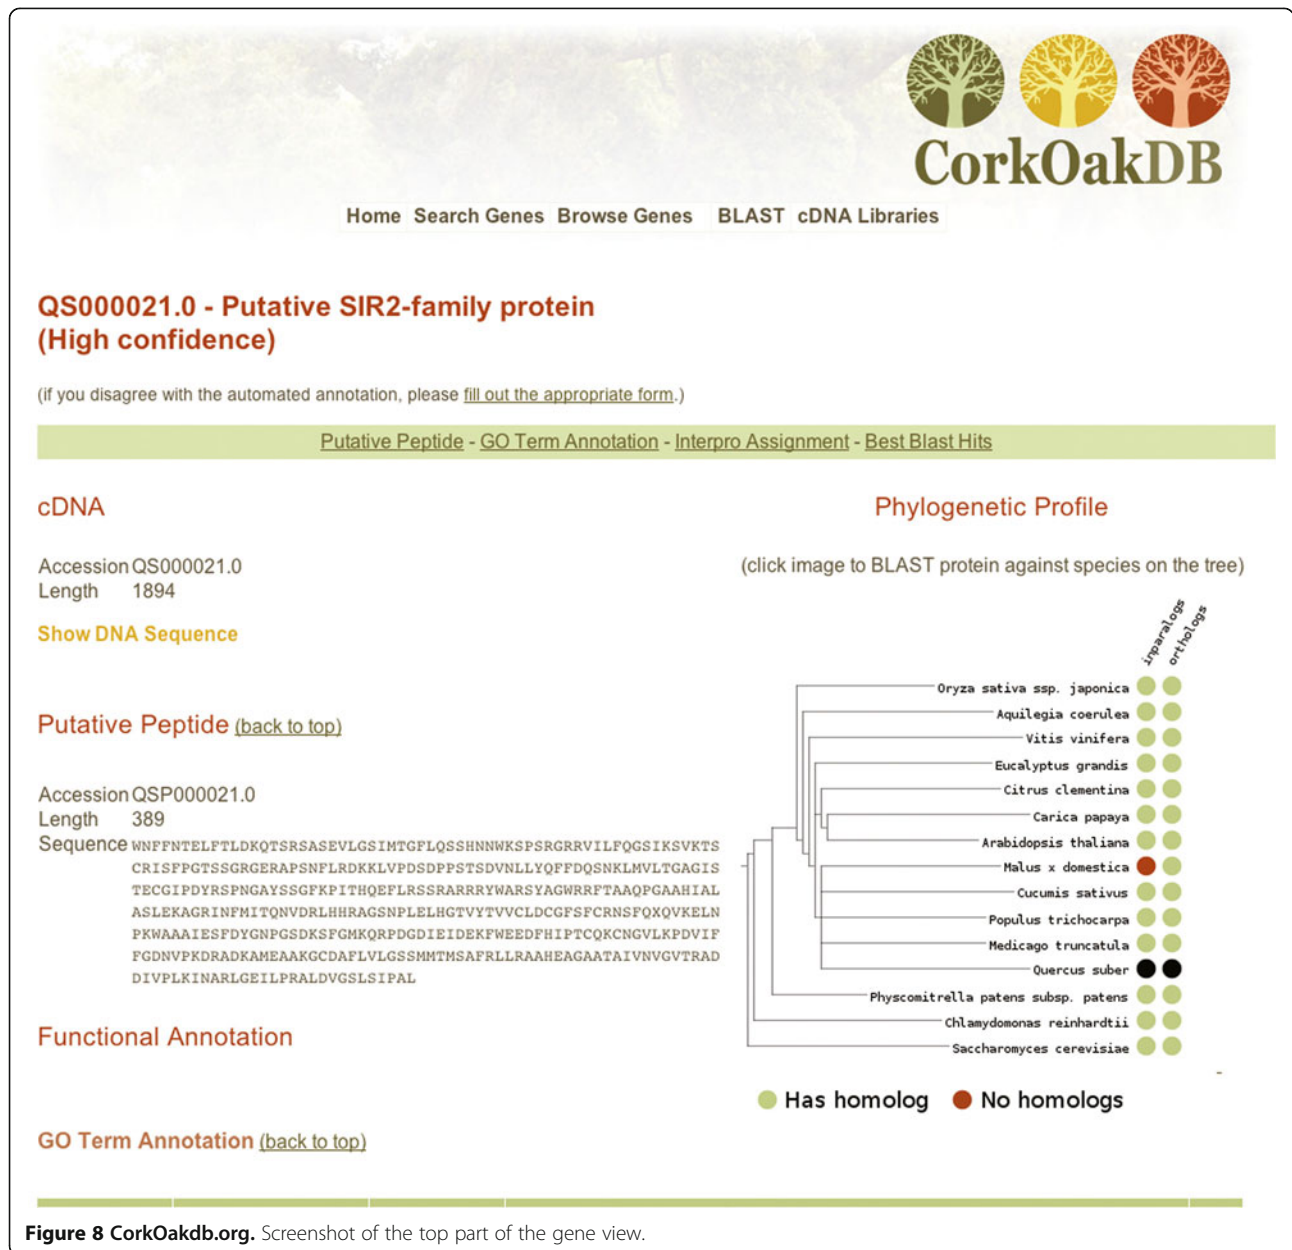 CorkOakDB
Home Search Genes Browse Genes BLAST cDNA Libraries
QS000021.0 - Putative SIR2-family protein
(High confidence)
(if you disagree with the automated annotation, please fill out the appropriate form.)
Putative Peptide - GO Term Annotation - Interpro Assignment - Best Blast Hits
cDNA
Accession QS000021.0
Length 1894
Show DNA Sequence
Putative Peptide (back to top)
Accession QSP000021.0
Length 389
Sequence WNFFNTELFTLDKQTSRSASEVLGSIMTGFLQSSHNNWKSPSRGRRVILFQGSIKSVKTS
CRISFPGTSSGRGERAPSNFLRDKKLVPDSDPPSTSDVNLLYQFFDQSNKLMVLTGAGIS
TECGIPDYRSPNGAYSSGFKPITHQEFLRSSRARRRYWARSYAGWRRFTAAQPGAAHIAL
ASLEKAGRINFMITQNVDRLHHRAGSNPLELHGTVYTVVCLDCGFSFCRNSFQXQVKELN
PKWAAAIESFDYGNPGSDKSFGMKQRPDGDIEIDEKFWEEDFHIPTCQKCNGVLKPDVIF
FGDNVPKDRADKAMEAAKGCDAFLVLGSSMMTMSAFRLLRAAHEAGAATAIVNVGVTRAD
DIVPLKINARLGEILPRALDVGSLSIPAL
Functional Annotation
GO Term Annotation (back to top)
Phylogenetic Profile
(click image to BLAST protein against species on the tree)
inparalogs
orthologs
Oryza sativa ssp. japonica
Aquilegia coerulea
Vitis vinifera
Eucalyptus grandis
Citrus clementina
Carica papaya
Arabidopsis thaliana
Malus x domestica
Cucumis sativus
Populus trichocarpa
Medicago truncatula
Quercus suber
Physcomitrella patens subsp. patens
Chlamydomonas reinhardtii
Saccharomyces cerevisiae
Has homolog No homologs
Figure 8 CorkOakdb.org. Screenshot of the top part of the gene view.